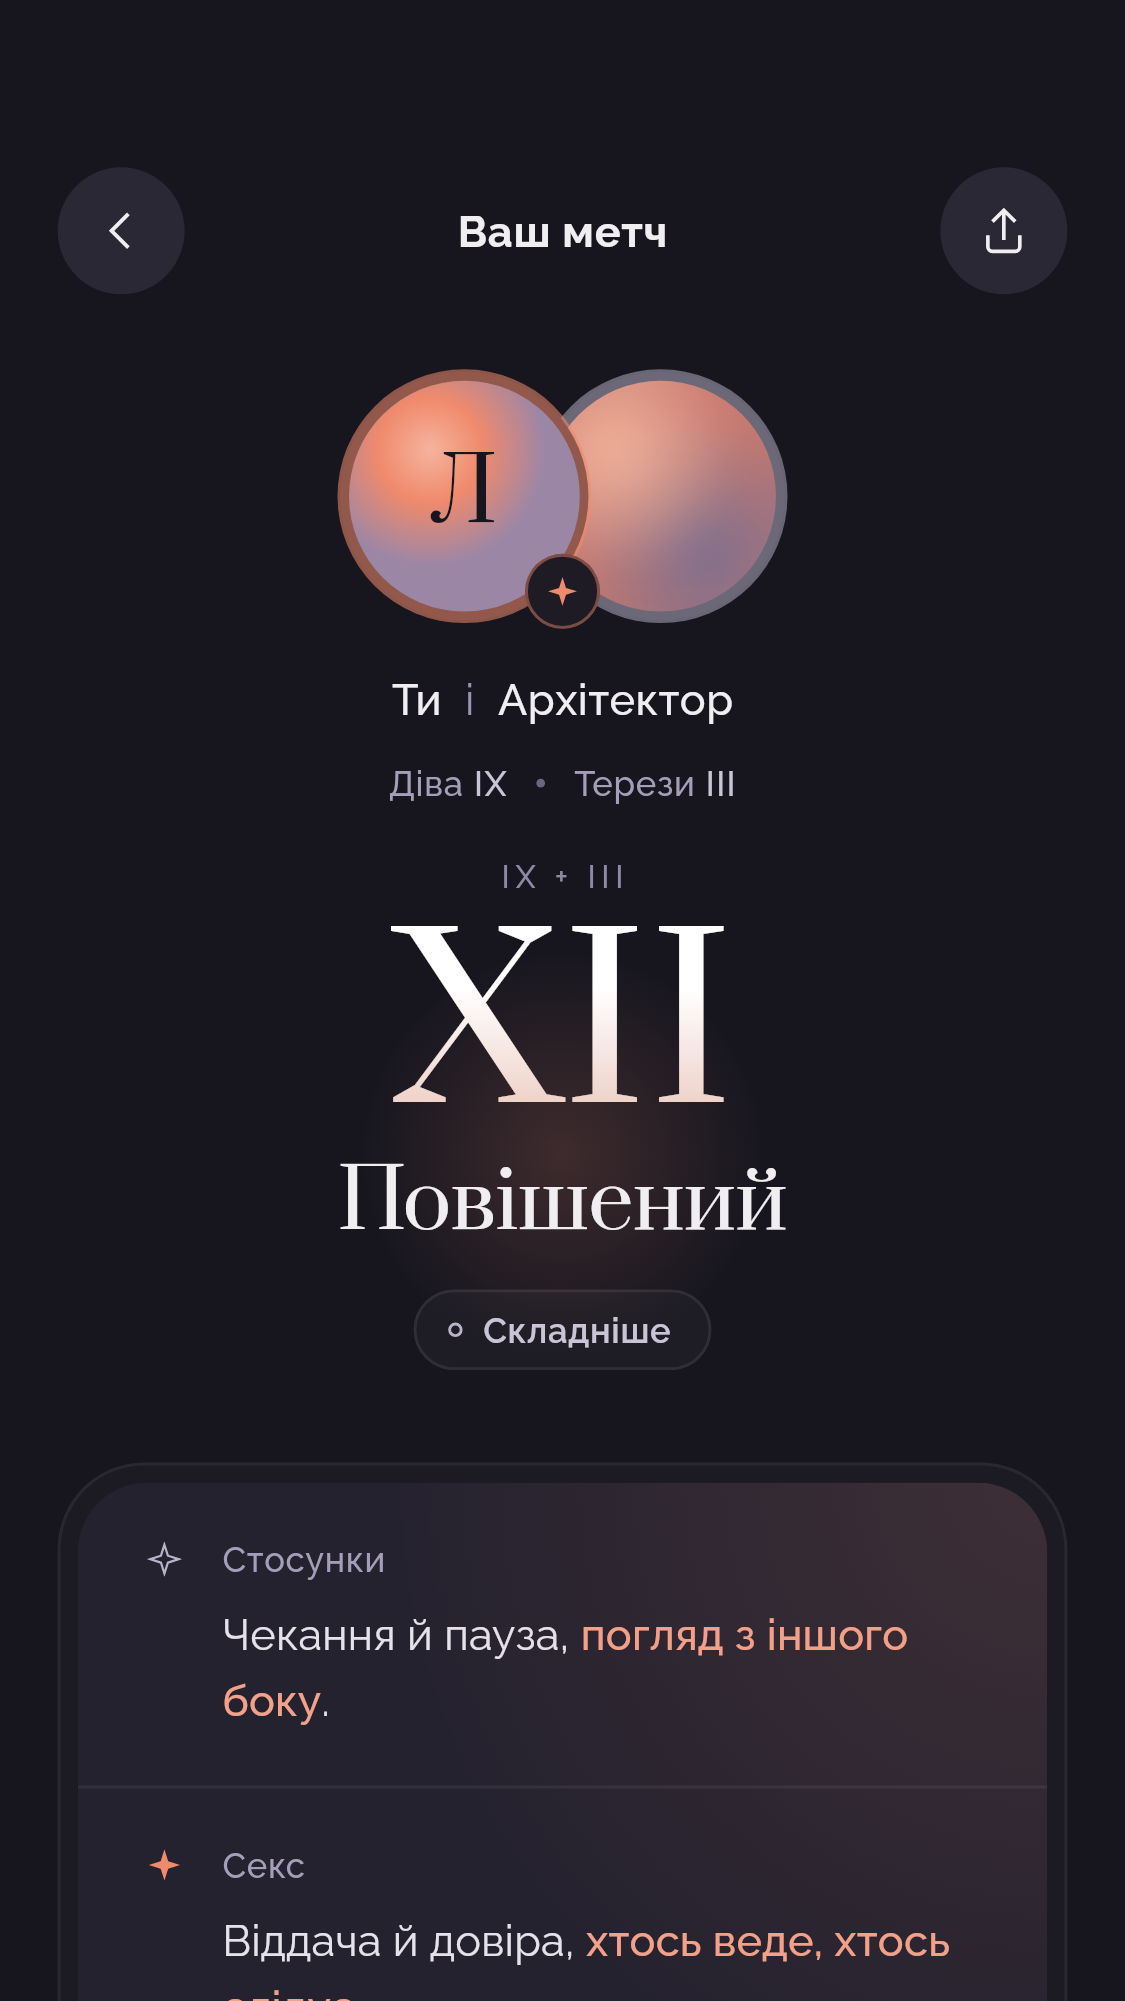 Ваш метч
Л
Ти і Архітектор
Діва IX • Терези III
IX + III
XII
Повішений
Складніше
Стосунки
Чекання й пауза, погляд з іншого
боку.
Секс
Віддача й довіра, хтось веде, хтось